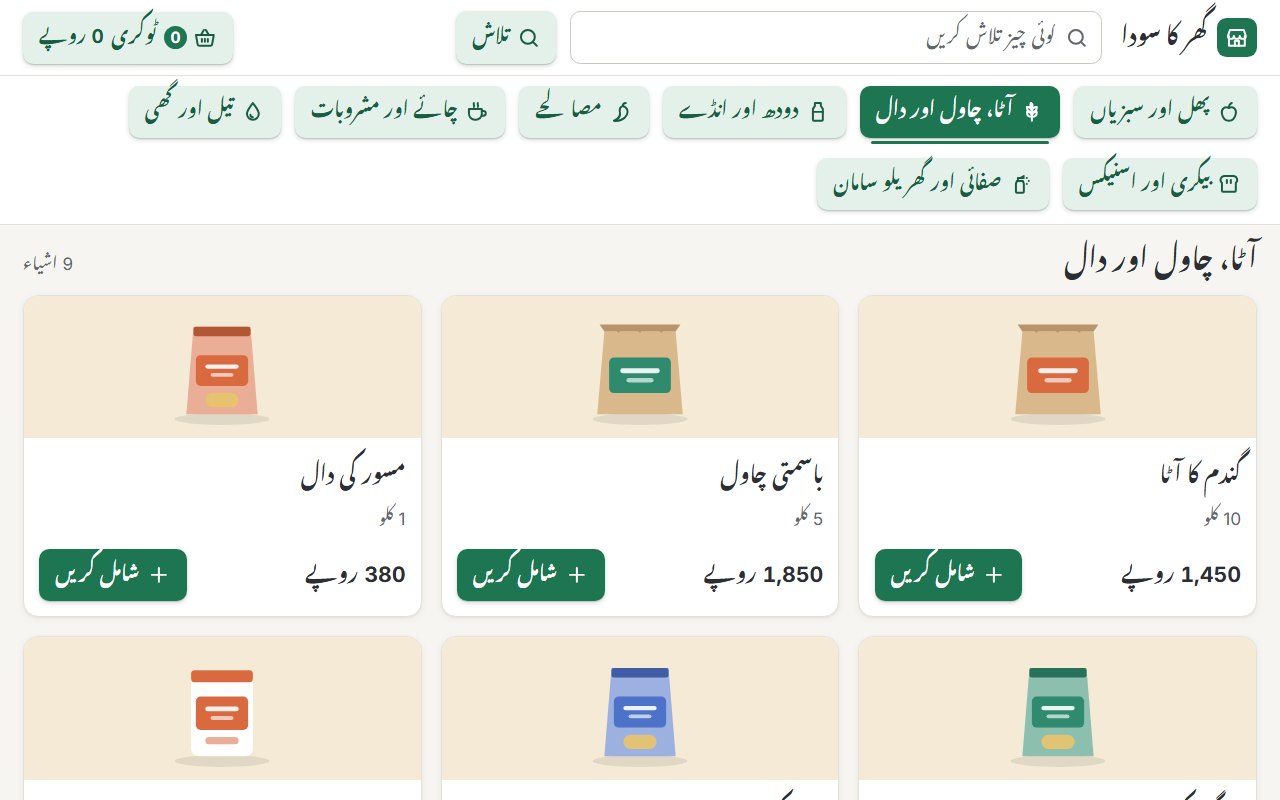 گھر کا سودا
کوئی چیز تلاش کریں
تلاش
ٹوکری 0 0 روپے
پھل اور سبزیاں
آٹا، چاول اور دال
دودھ اور انڈے
مصالحے
چائے اور مشروبات
تیل اور گھی
بیکری اور اسنیکس
صفائی اور گھریلو سامان
آٹا، چاول اور دال
9 اشیاء
گندم کا آٹا
10 کلو
1,450 روپے
شامل کریں
باسمتی چاول
5 کلو
1,850 روپے
شامل کریں
مسور کی دال
1 کلو
380 روپے
شامل کریں